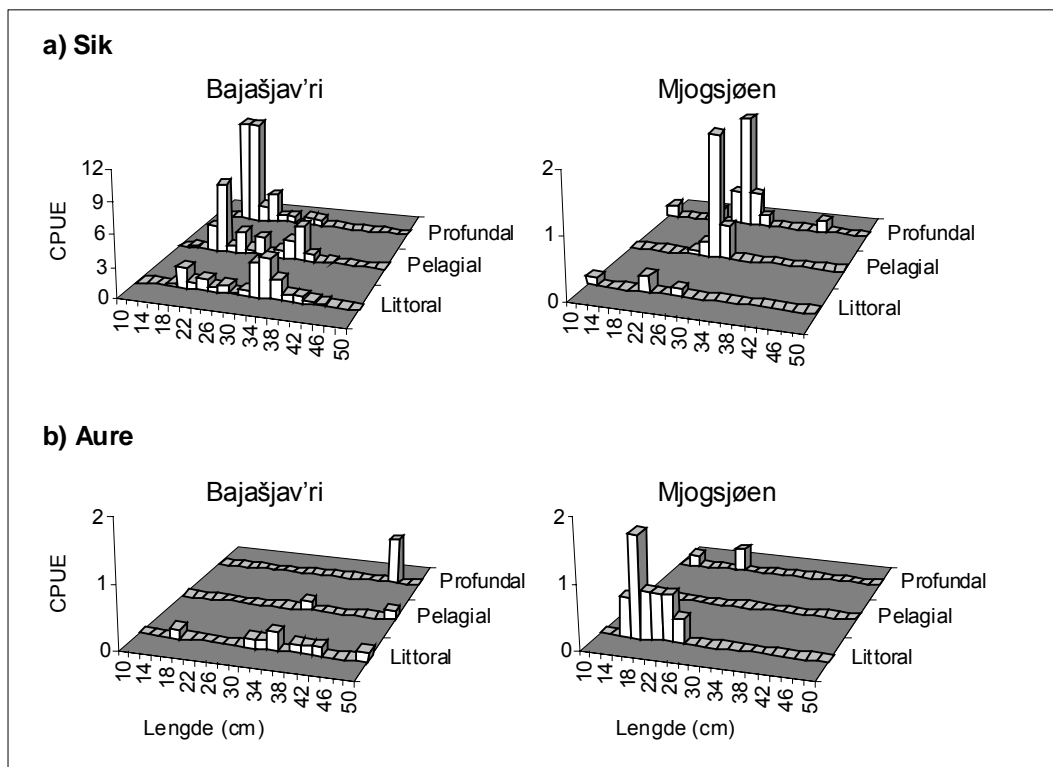 a) Sik
Bajašjav'ri
Mjogsjøen
CPUE
12
9
6
3
0
10
14
18
22
26
30
34
38
42
46
50
Profundal
Pelagial
Littoral
2
1
0
10
14
18
22
26
30
34
38
42
46
50
Profundal
Pelagial
Littoral
b) Aure
Bajašjav'ri
Mjogsjøen
CPUE
2
1
0
10
14
18
22
26
30
34
38
42
46
50
Profundal
Pelagial
Littoral
Lengde (cm)
2
1
0
10
14
18
22
26
30
34
38
42
46
50
Profundal
Pelagial
Littoral
Lengde (cm)